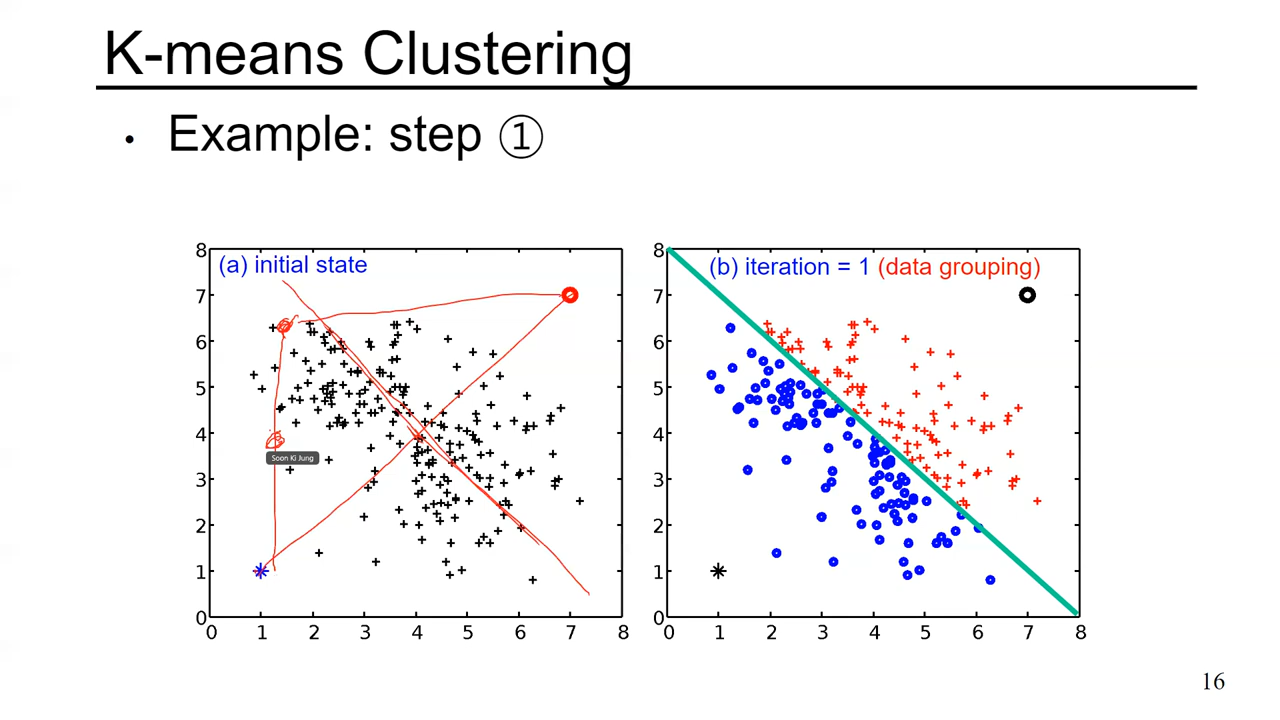 K-means Clustering
• Example: step ①
(a) initial state
(b) iteration = 1 (data grouping)
8
7
6
5
4
3
2
1
0
0 1 2 3 4 5 6 7 8
Soon Ki Jung
8
7
6
5
4
3
2
1
0
0 1 2 3 4 5 6 7 8
16